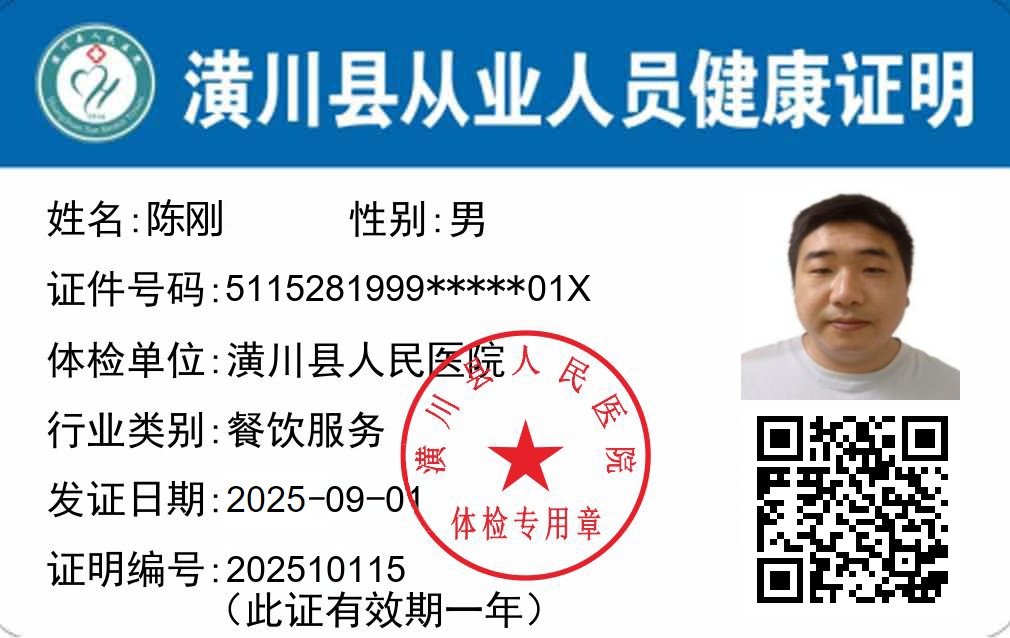 潢川县从业人员健康证明
姓名:陈刚 性别:男
证件号码:5115281999*****01X
体检单位:潢川县人民医院
行业类别:餐饮服务
发证日期:2025-09-01
证明编号:202510115
（此证有效期一年）
潢川县人民医院
体检专用章